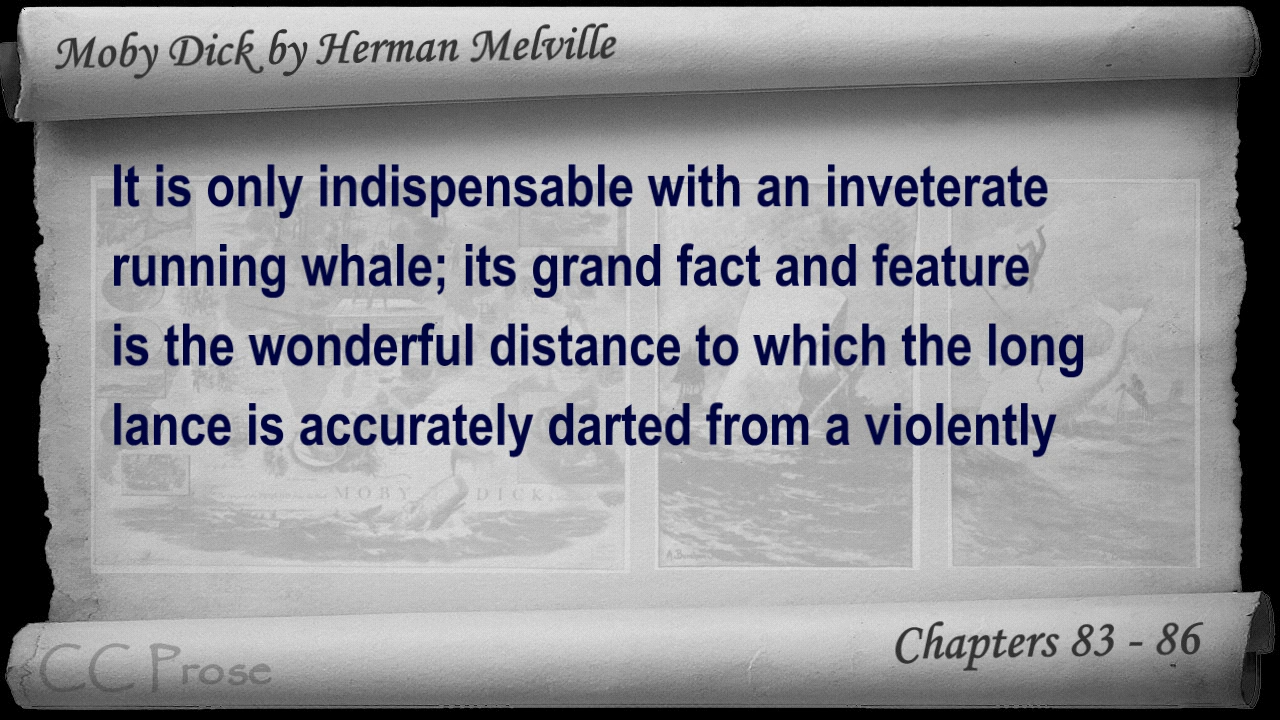 Moby Dick by Herman Melville
It is only indispensable with an inveterate
running whale; its grand fact and feature
is the wonderful distance to which the long
lance is accurately darted from a violently
MOBY DICK
Chapters 83 - 86
CC Prose